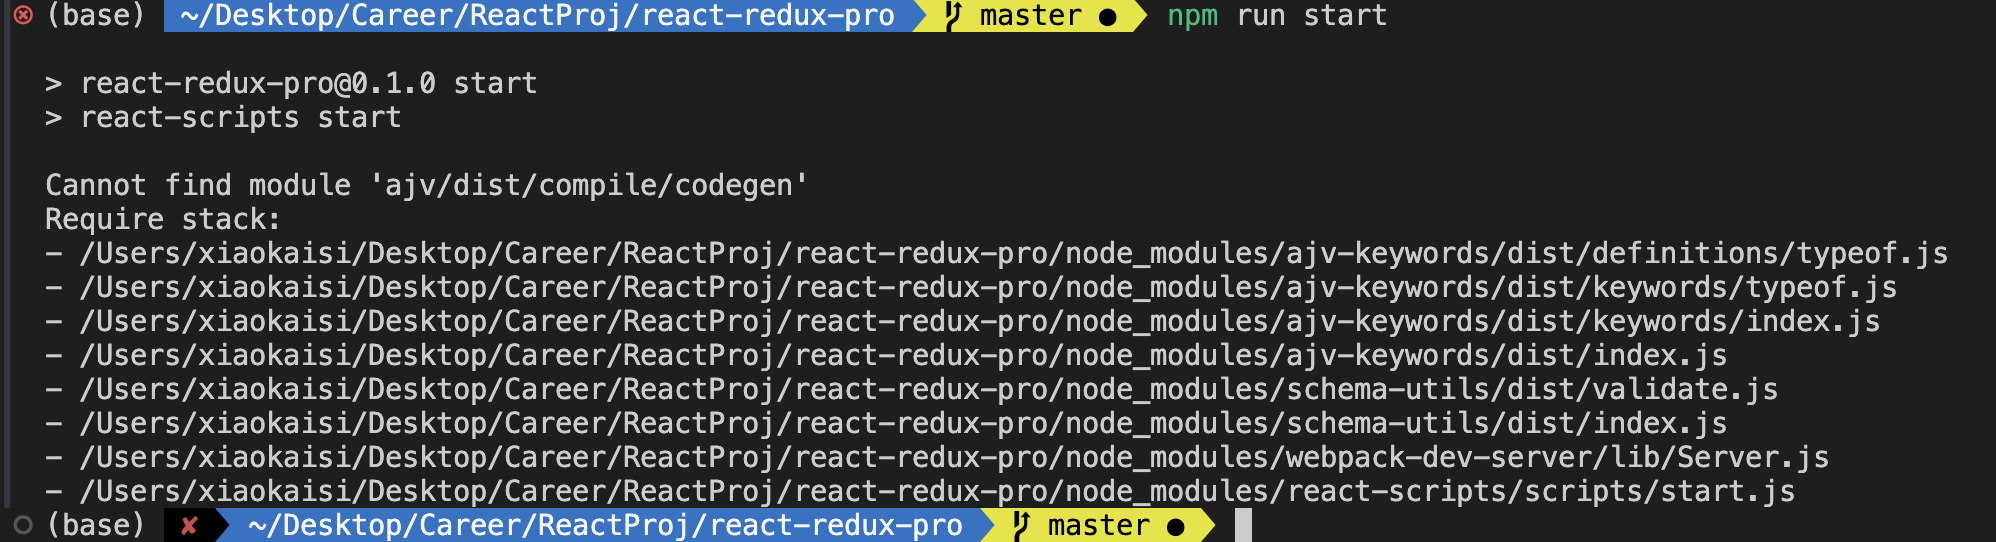 (base) ~/Desktop/Career/ReactProj/react-redux-pro master ● npm run start
> react-redux-pro@0.1.0 start
> react-scripts start
Cannot find module 'ajv/dist/compile/codegen'
Require stack:
- /Users/xiaokaisi/Desktop/Career/ReactProj/react-redux-pro/node_modules/ajv-keywords/dist/definitions/typeof.js
- /Users/xiaokaisi/Desktop/Career/ReactProj/react-redux-pro/node_modules/ajv-keywords/dist/keywords/typeof.js
- /Users/xiaokaisi/Desktop/Career/ReactProj/react-redux-pro/node_modules/ajv-keywords/dist/keywords/index.js
- /Users/xiaokaisi/Desktop/Career/ReactProj/react-redux-pro/node_modules/ajv-keywords/dist/index.js
- /Users/xiaokaisi/Desktop/Career/ReactProj/react-redux-pro/node_modules/schema-utils/dist/validate.js
- /Users/xiaokaisi/Desktop/Career/ReactProj/react-redux-pro/node_modules/schema-utils/dist/index.js
- /Users/xiaokaisi/Desktop/Career/ReactProj/react-redux-pro/node_modules/webpack-dev-server/lib/Server.js
- /Users/xiaokaisi/Desktop/Career/ReactProj/react-redux-pro/node_modules/react-scripts/scripts/start.js
(base) ✘ ~/Desktop/Career/ReactProj/react-redux-pro master ●